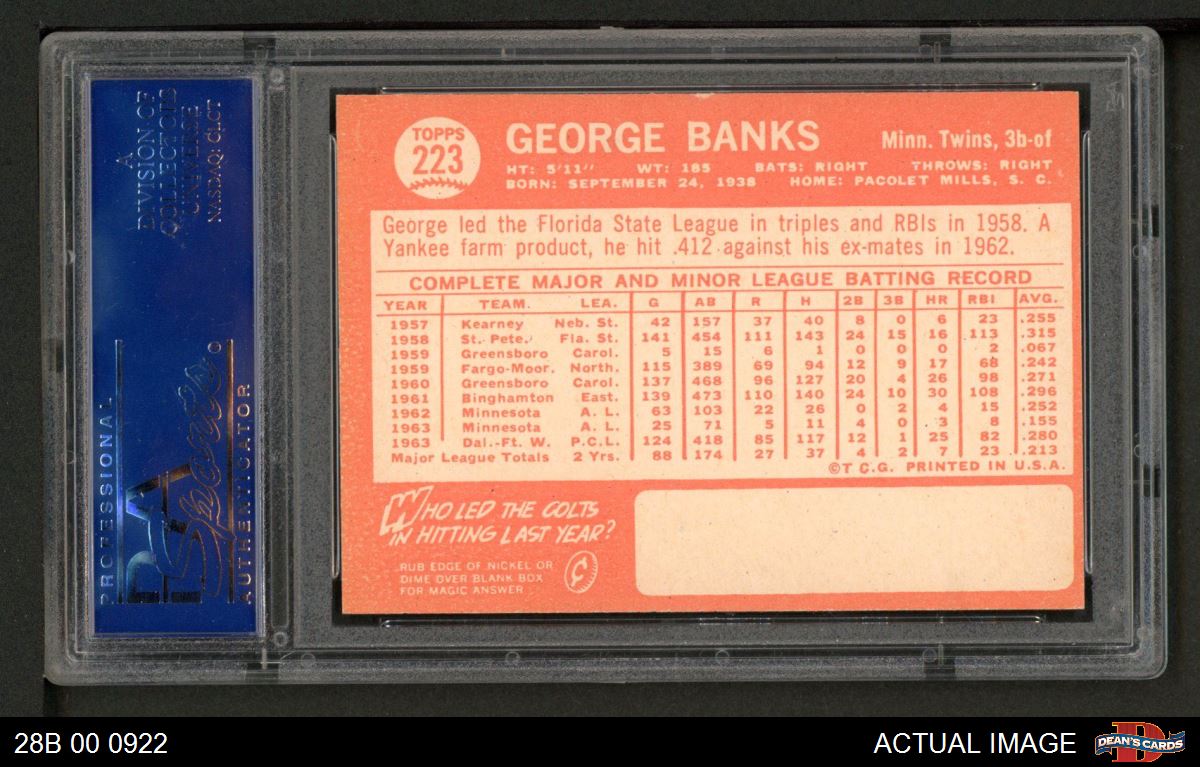 A
DIVISION OF
COLLECTORS
UNIVERSE
NASDAQ: CLCT
PROFESSIONAL
PSA
Sports
AUTHENTICATOR
TOPPS
223
GEORGE BANKS Minn. Twins, 3b-of
HT: 5'11" WT: 185 BATS: RIGHT THROWS: RIGHT
BORN: SEPTEMBER 24, 1938 HOME: PACOLET MILLS, S. C.
George led the Florida State League in triples and RBIs in 1958. A
Yankee farm product, he hit .412 against his ex-mates in 1962.
COMPLETE MAJOR AND MINOR LEAGUE BATTING RECORD
YEAR TEAM. LEA. G AB R H 2B 3B HR RBI AVG.
1957 Kearney Neb. St. 42 157 37 40 8 0 6 23 .255
1958 St. Pete. Fla. St. 141 454 111 143 24 15 16 113 .315
1959 Greensboro Carol. 5 15 6 1 0 0 0 2 .067
1959 Fargo-Moor. North. 115 389 69 94 12 9 17 68 .242
1960 Greensboro Carol. 137 468 96 127 20 4 26 98 .271
1961 Binghamton East. 139 473 110 140 24 10 30 108 .296
1962 Minnesota A. L. 63 103 22 26 0 2 4 15 .252
1963 Minnesota A. L. 25 71 5 11 4 0 3 8 .155
1963 Dal.-Ft. W. P.C.L. 124 418 85 117 12 1 25 82 .280
Major League Totals 2 Yrs. 88 174 27 37 4 2 7 23 .213
©T.C.G. PRINTED IN U.S.A.
WHO LED THE COLTS
IN HITTING LAST YEAR?
RUB EDGE OF NICKEL OR
DIME OVER BLANK BOX
FOR MAGIC ANSWER
28B 00 0922
ACTUAL IMAGE
D
DEAN'S CARDS